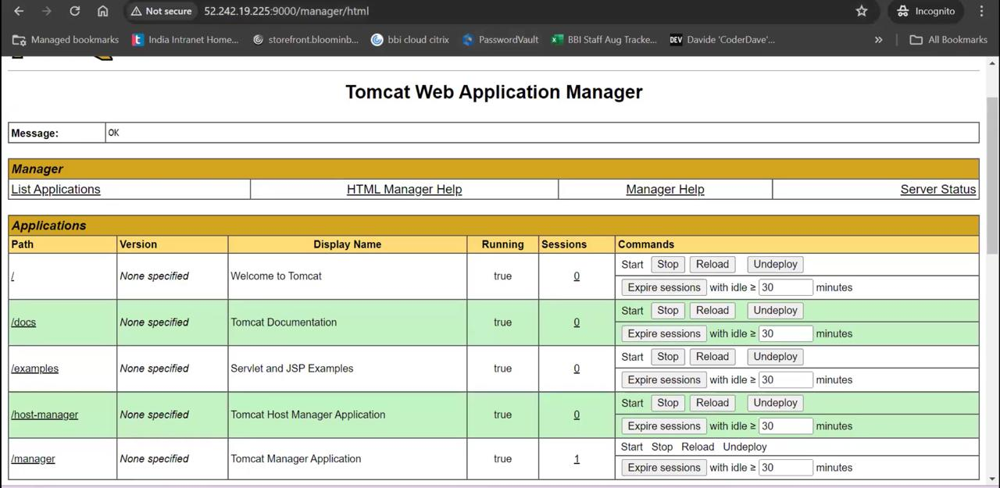 Not secure 52.242.19.225:9000/manager/html Incognito
Managed bookmarks India Intranet Home... storefront.bloominb... bbi cloud citrix PasswordVault BBI Staff Aug Tracke... DEV Davide 'CoderDave'... » All Bookmarks
Tomcat Web Application Manager
Message: OK
Manager
List Applications HTML Manager Help Manager Help Server Status
Applications
Path Version Display Name Running Sessions Commands
/ None specified Welcome to Tomcat true 0 Start Stop Reload Undeploy
Expire sessions with idle ≥ 30 minutes
/docs None specified Tomcat Documentation true 0 Start Stop Reload Undeploy
Expire sessions with idle ≥ 30 minutes
/examples None specified Servlet and JSP Examples true 0 Start Stop Reload Undeploy
Expire sessions with idle ≥ 30 minutes
/host-manager None specified Tomcat Host Manager Application true 0 Start Stop Reload Undeploy
Expire sessions with idle ≥ 30 minutes
/manager None specified Tomcat Manager Application true 1 Start Stop Reload Undeploy
Expire sessions with idle ≥ 30 minutes